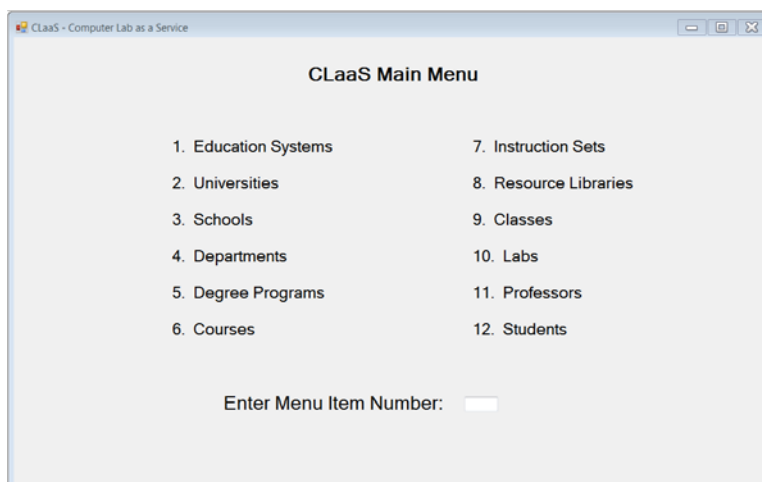 CLaaS - Computer Lab as a Service
CLaaS Main Menu
1. Education Systems
2. Universities
3. Schools
4. Departments
5. Degree Programs
6. Courses
7. Instruction Sets
8. Resource Libraries
9. Classes
10. Labs
11. Professors
12. Students
Enter Menu Item Number: